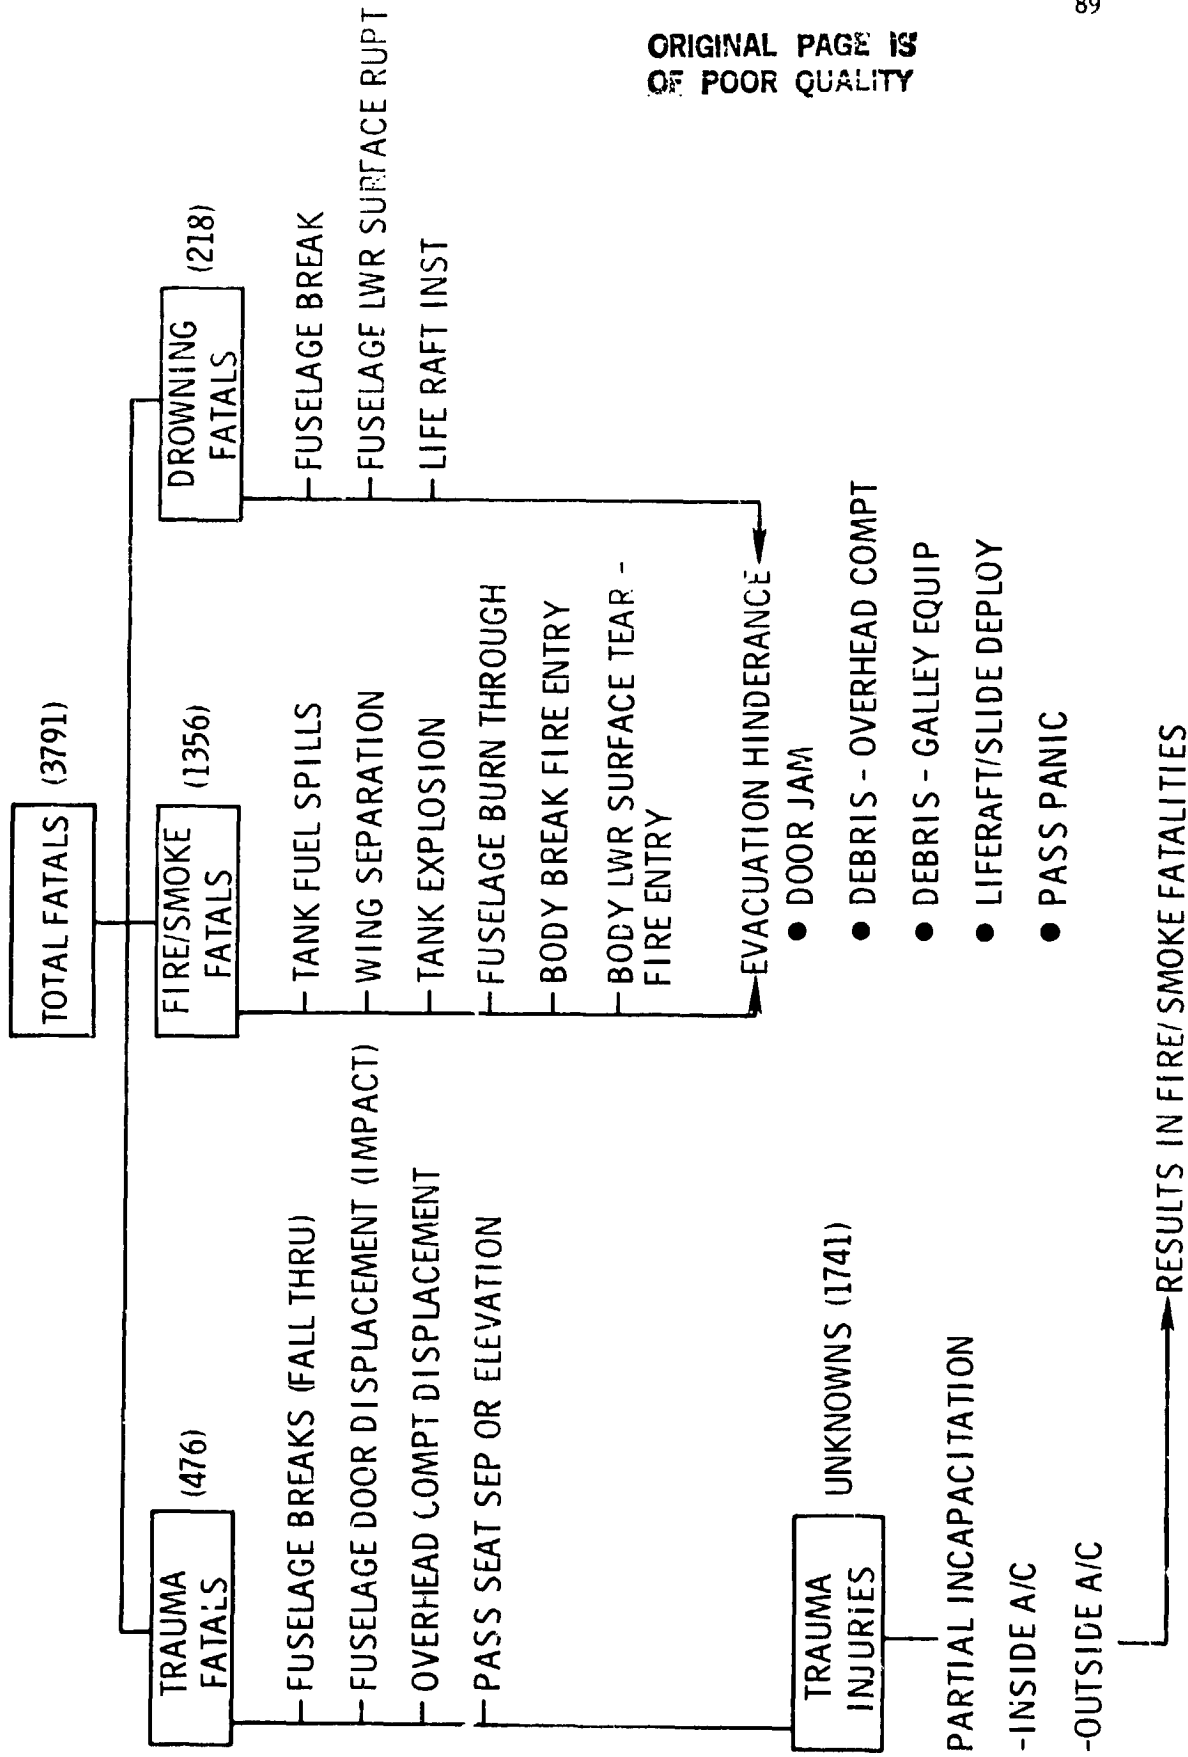 89
ORIGINAL PAGE IS
OF POOR QUALITY
TOTAL FATALS (3791)
TRAUMA
FATALS
(476)
FUSELAGE BREAKS (FALL THRU)
FUSELAGE DOOR DISPLACEMENT (IMPACT)
OVERHEAD COMPT DISPLACEMENT
PASS SEAT SEP OR ELEVATION
TRAUMA
INJURIES
UNKNOWNS (1741)
PARTIAL INCAPACITATION
-INSIDE A/C
-OUTSIDE A/C
RESULTS IN FIRE/SMOKE FATALITIES
FIRE/SMOKE
FATALS
(1356)
TANK FUEL SPILLS
WING SEPARATION
TANK EXPLOSION
FUSELAGE BURN THROUGH
BODY BREAK FIRE ENTRY
BODY LWR SURFACE TEAR -
FIRE ENTRY
DROWNING
FATALS
(218)
FUSELAGE BREAK
FUSELAGE LWR SURFACE RUPT
LIFE RAFT INST
EVACUATION HINDERANCE
● DOOR JAM
● DEBRIS - OVERHEAD COMPT
● DEBRIS - GALLEY EQUIP
● LIFERAFT/SLIDE DEPLOY
● PASS PANIC